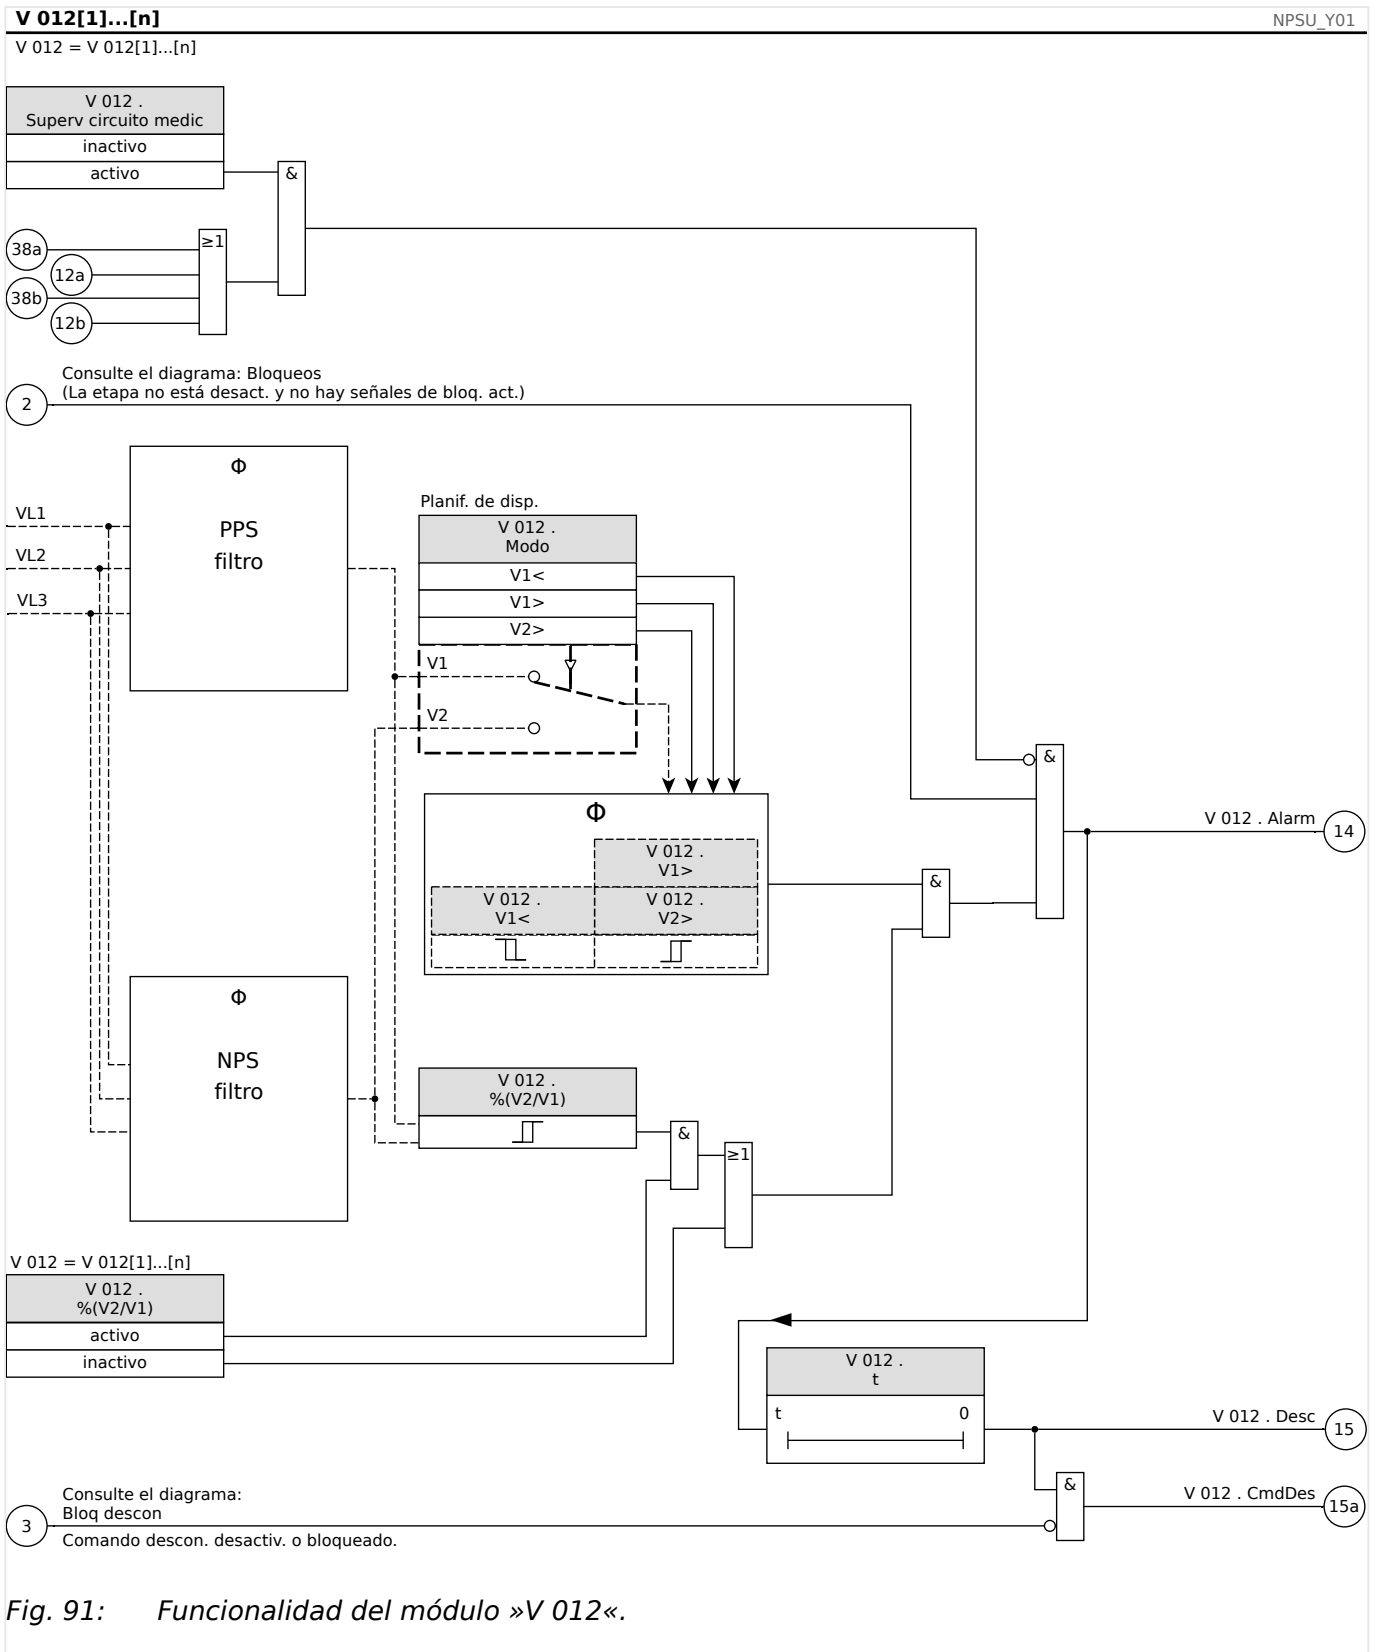 V 012[1]...[n]
NPSU_Y01
V 012 = V 012[1]...[n]
V 012 .
Superv circuito medic
inactivo
activo
&
38a
≥1
12a
38b
12b
Consulte el diagrama: Bloqueos
(La etapa no está desact. y no hay señales de bloq. act.)
2
Φ
PPS
filtro
VL1
VL2
VL3
Planif. de disp.
V 012 .
Modo
V1<
V1>
V2>
V1
V2
&
V 012 . Alarm
14
Φ
V 012 .
V1>
V 012 .
V1<
V 012 .
V2>
&
Φ
NPS
filtro
V 012 .
%(V2/V1)
&
≥1
V 012 = V 012[1]...[n]
V 012 .
%(V2/V1)
activo
inactivo
V 012 .
t
t
0
V 012 . Desc
15
&
V 012 . CmdDes
15a
Consulte el diagrama:
Bloq descon
3
Comando descon. desactiv. o bloqueado.
Fig. 91: Funcionalidad del módulo »V 012«.